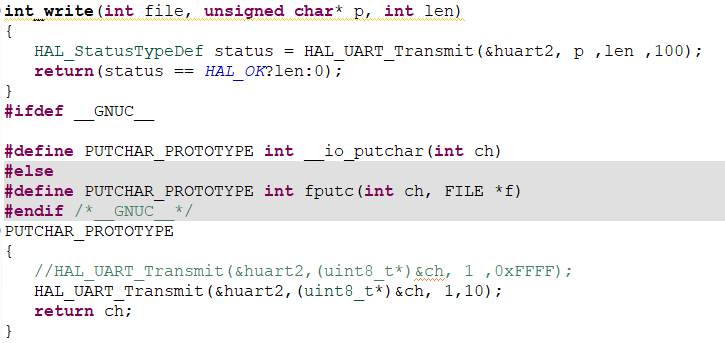 int _write(int file, unsigned char* p, int len)
{
HAL_StatusTypeDef status = HAL_UART_Transmit(&huart2, p ,len ,100);
return(status == HAL_OK?len:0);
}
#ifdef __GNUC__
#define PUTCHAR_PROTOTYPE int __io_putchar(int ch)
#else
#define PUTCHAR_PROTOTYPE int fputc(int ch, FILE *f)
#endif /*__GNUC__*/
PUTCHAR_PROTOTYPE
{
//HAL_UART_Transmit(&huart2,(uint8_t*)&ch, 1 ,0xFFFF);
HAL_UART_Transmit(&huart2,(uint8_t*)&ch, 1,10);
return ch;
}